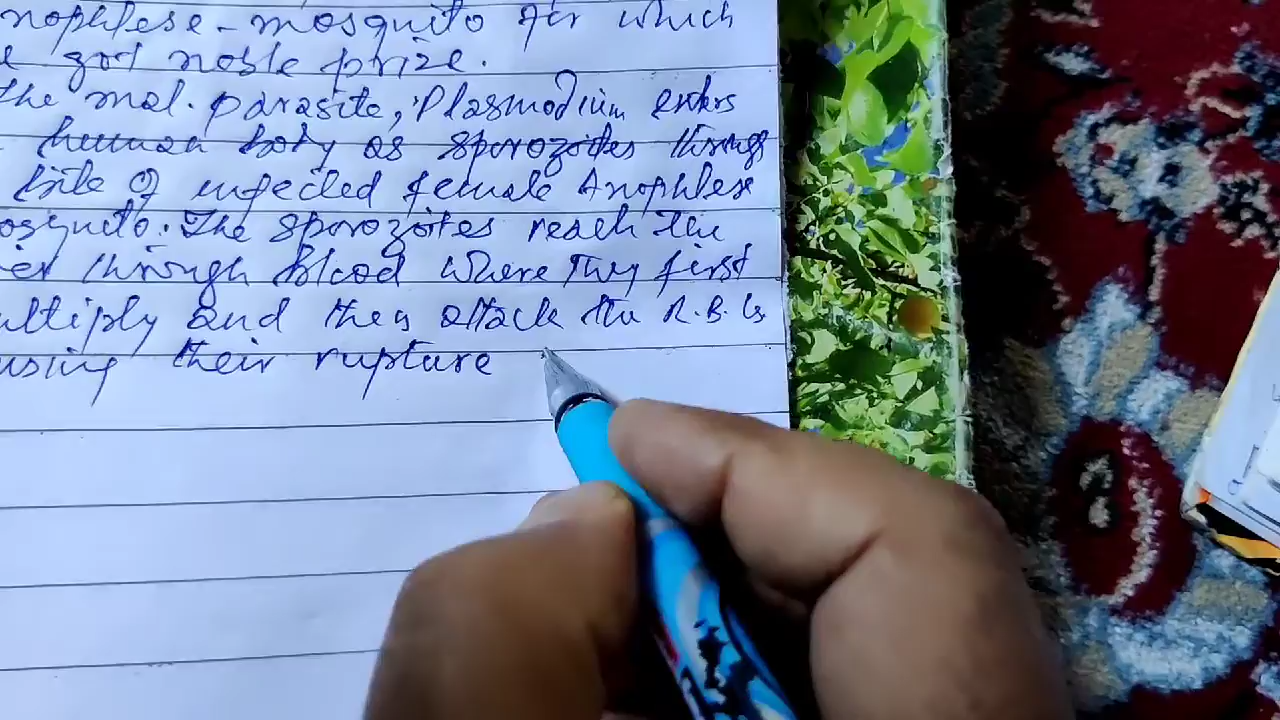 nophlese-mosquito for which
e got noble prize.
the mal. parasite, Plasmodium enters
human body as sporozoites through
bite of infected female Anophlese
osquito. The sporozoites reach the
er through blood where they first
ultiply and then attack the R.B.Cs
using their rupture